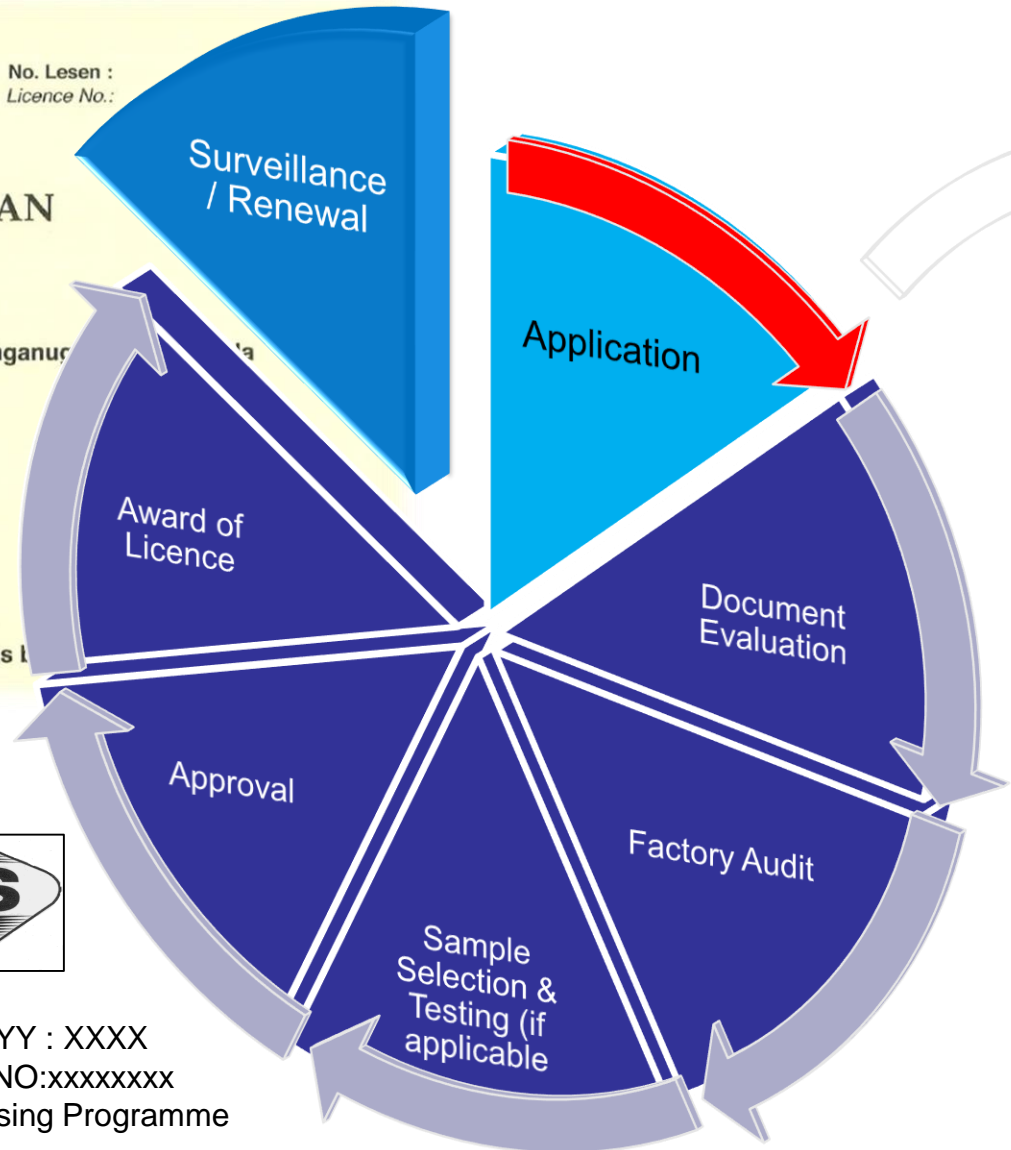 No. Lesen :
Licence No.:
AN
Surveillance
/ Renewal
Application
Document
Evaluation
Factory Audit
Sample
Selection &
Testing (if
applicable
Approval
Award of
Licence
YY : XXXX
NO:xxxxxxxx
sing Programme